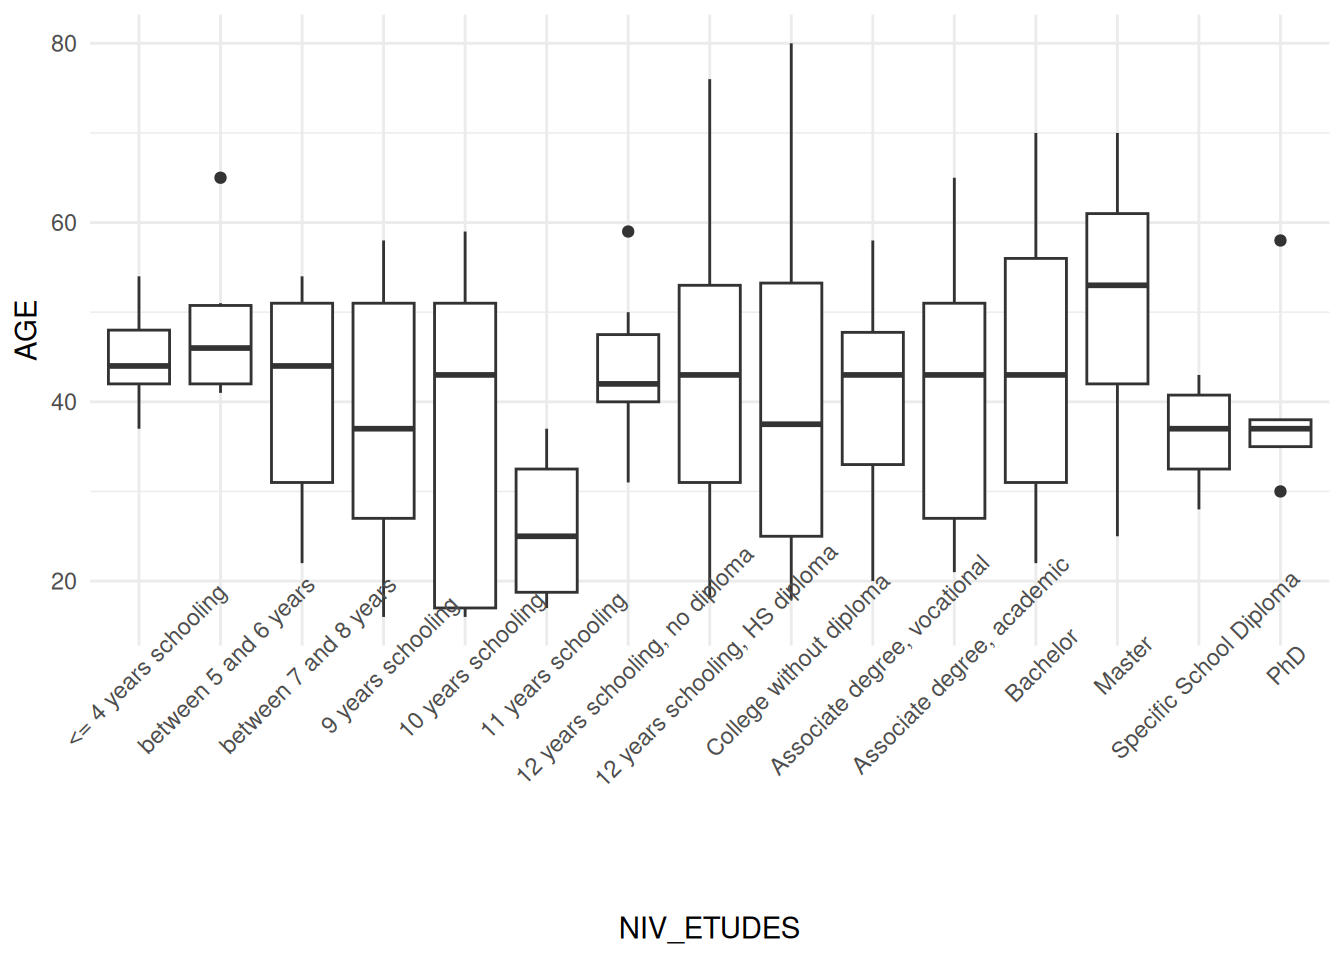 80
60
40
20
AGE
<= 4 years schooling
between 5 and 6 years
between 7 and 8 years
9 years schooling
10 years schooling
11 years schooling
12 years schooling, no diploma
12 years schooling, HS diploma
College without diploma
Associate degree, vocational
Associate degree, academic
Bachelor
Master
Specific School Diploma
PhD
NIV_ETUDES